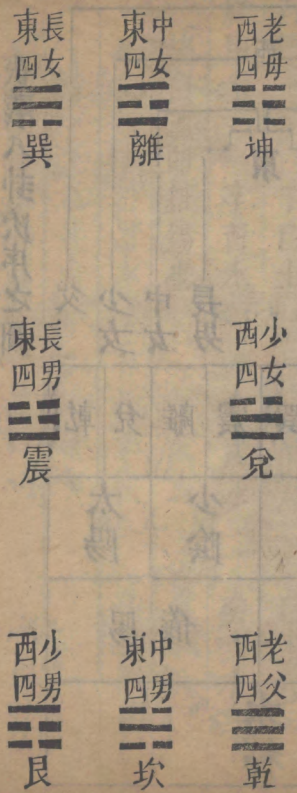 老母
西四
坤
中女
東四
離
長女
東四
巽
少女
西四
兌
長男
東四
震
老父
西四
乾
中男
東四
坎
少男
西四
艮